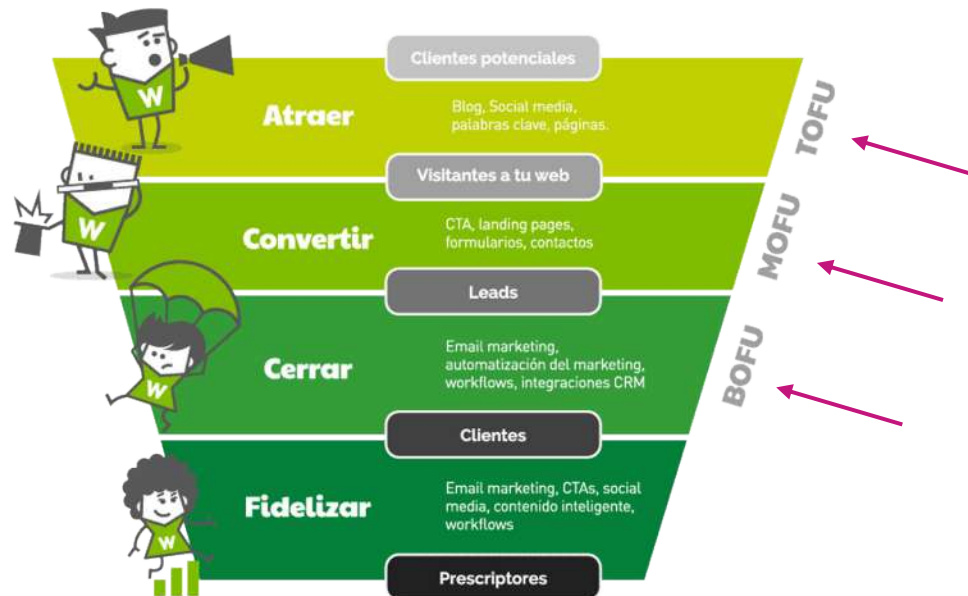 Clientes potenciales
Atraer
Blog, Social media,
palabras clave, páginas.
TOFU
W
Visitantes a tu web
Convertir
CTA, landing pages,
formularios, contactos
MOFU
W
Leads
Cerrar
Email marketing,
automatización del marketing,
workflows, integraciones CRM
BOFU
W
Clientes
Fidelizar
Email marketing, CTAs, social
media, contenido inteligente,
workflows
W
Prescriptores